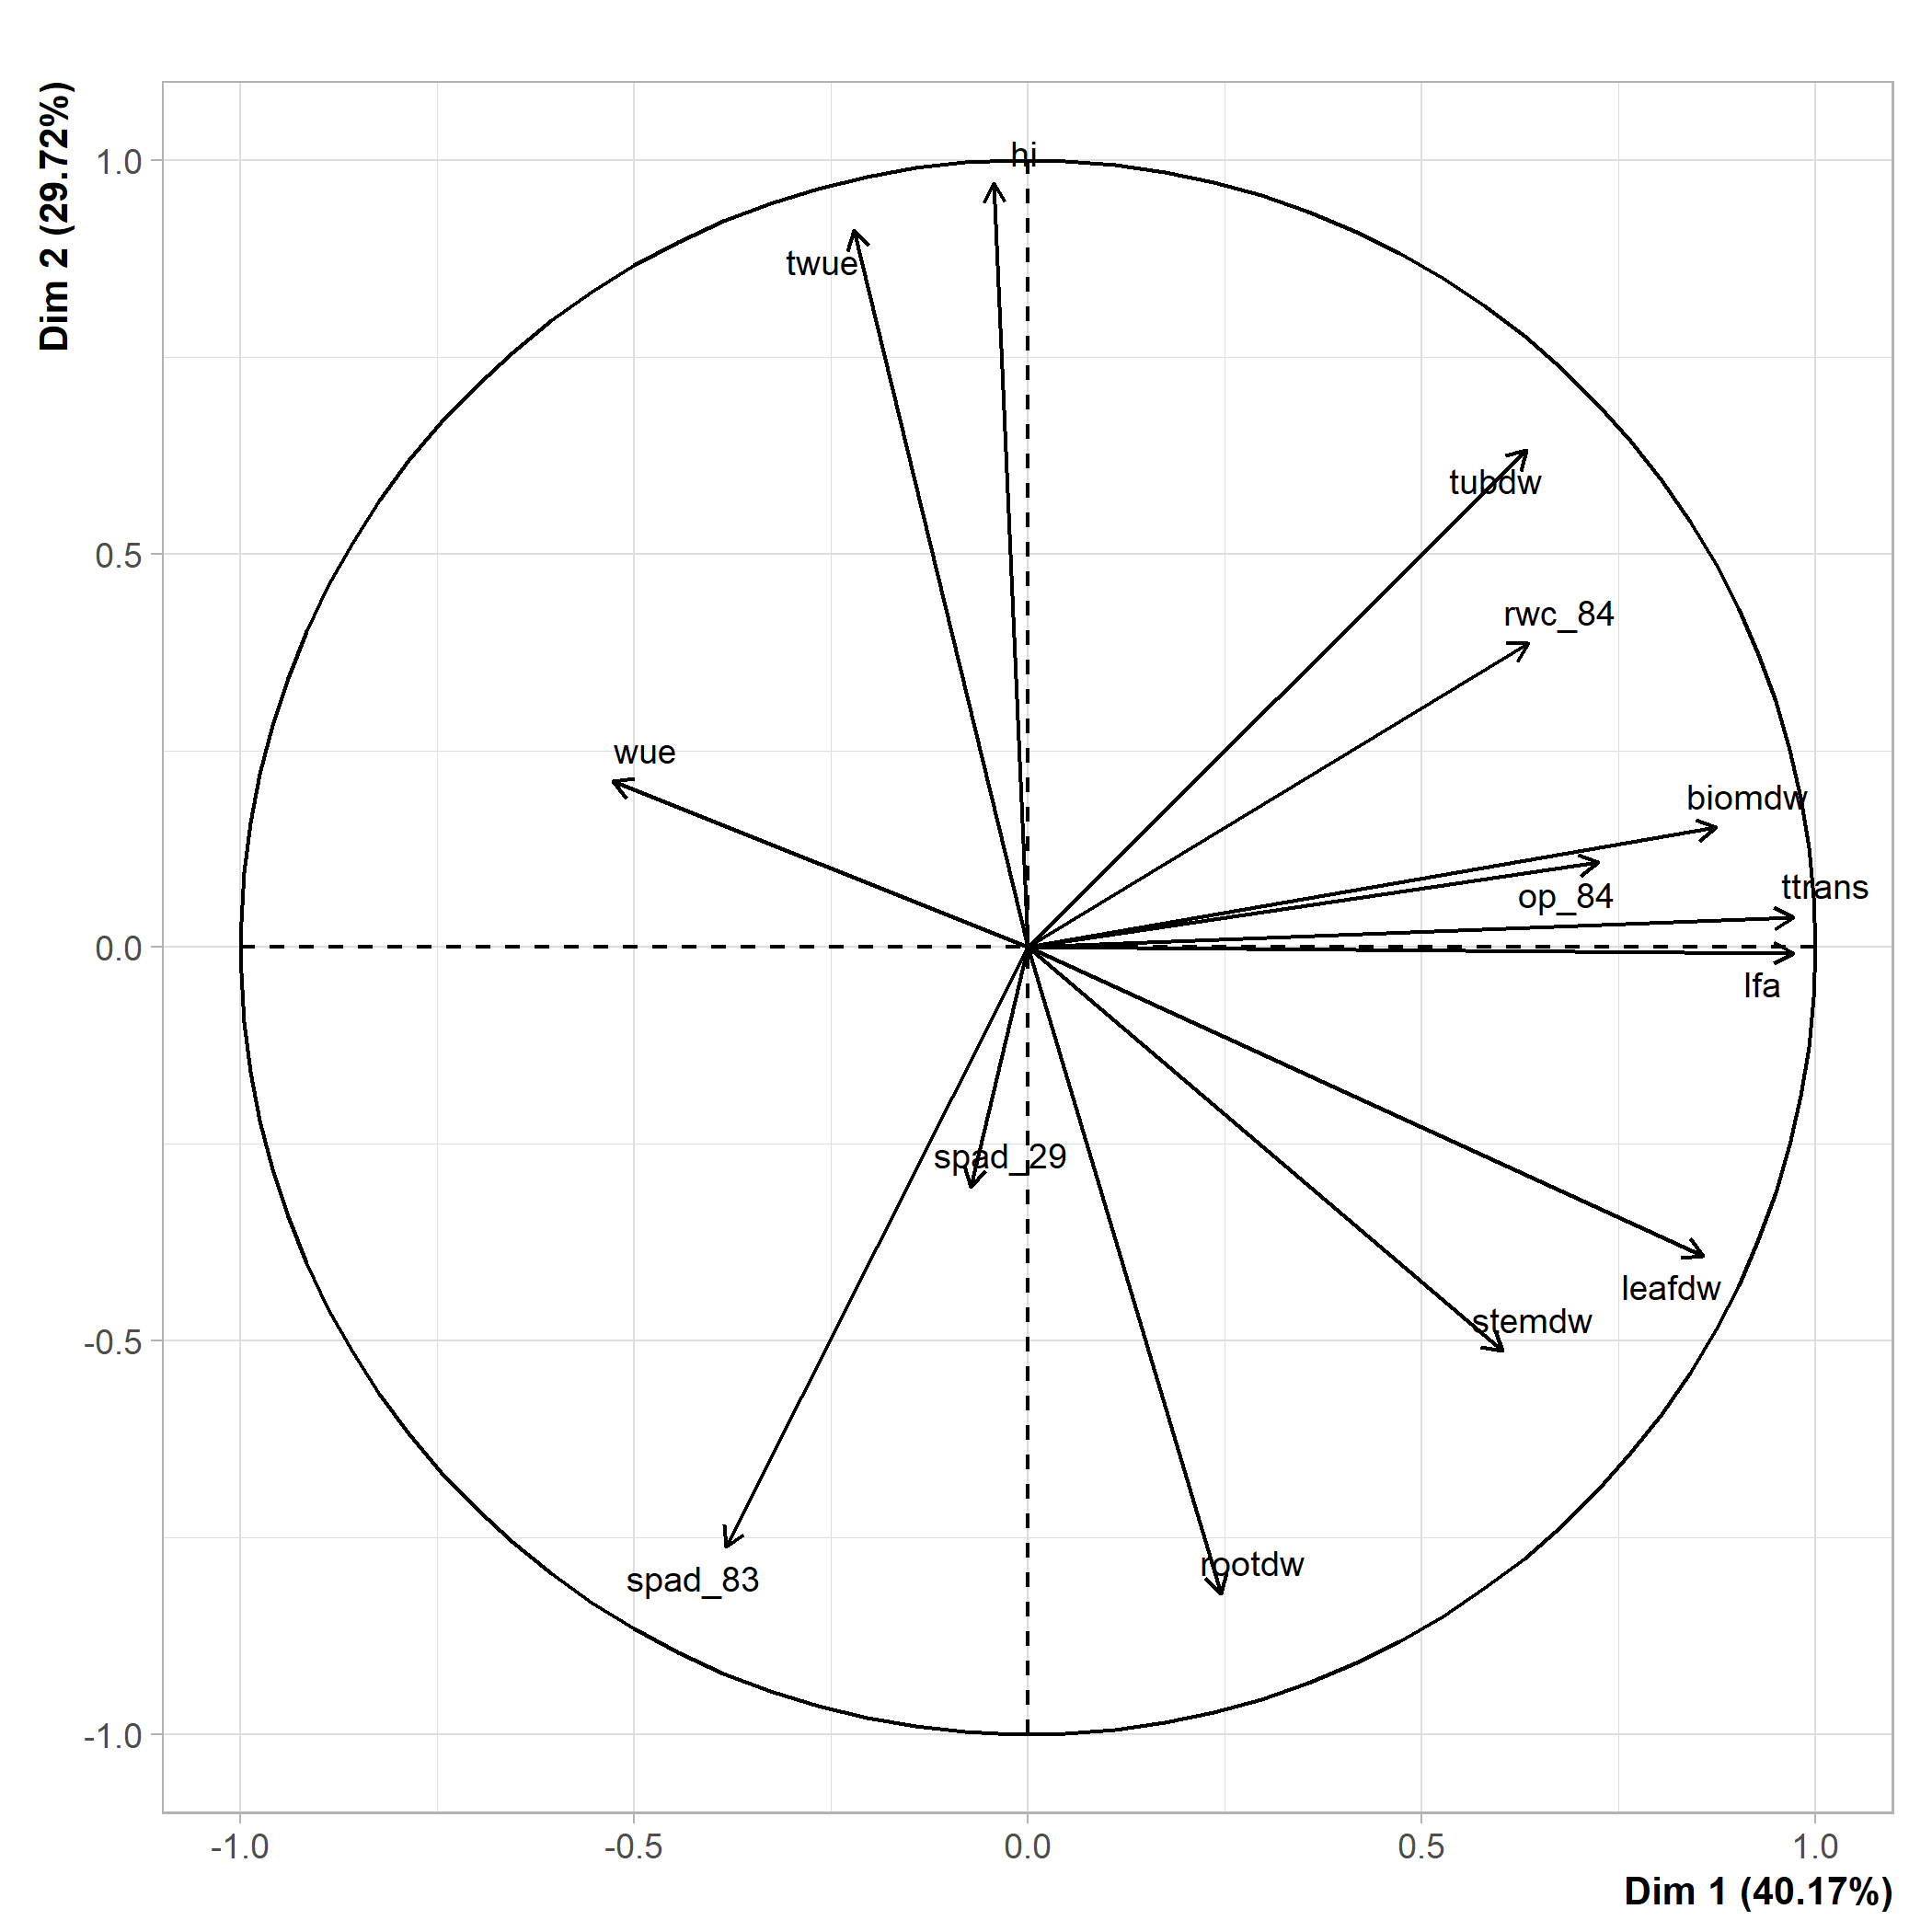 Dim 2 (29.72%)
1.0
0.5
0.0
-0.5
-1.0
hi
twue
tubdw
rwc_84
wue
biomdw
ttrans
op_84
lfa
spad_29
leafdw
stemdw
rootdw
spad_83
-1.0
-0.5
0.0
0.5
1.0
Dim 1 (40.17%)